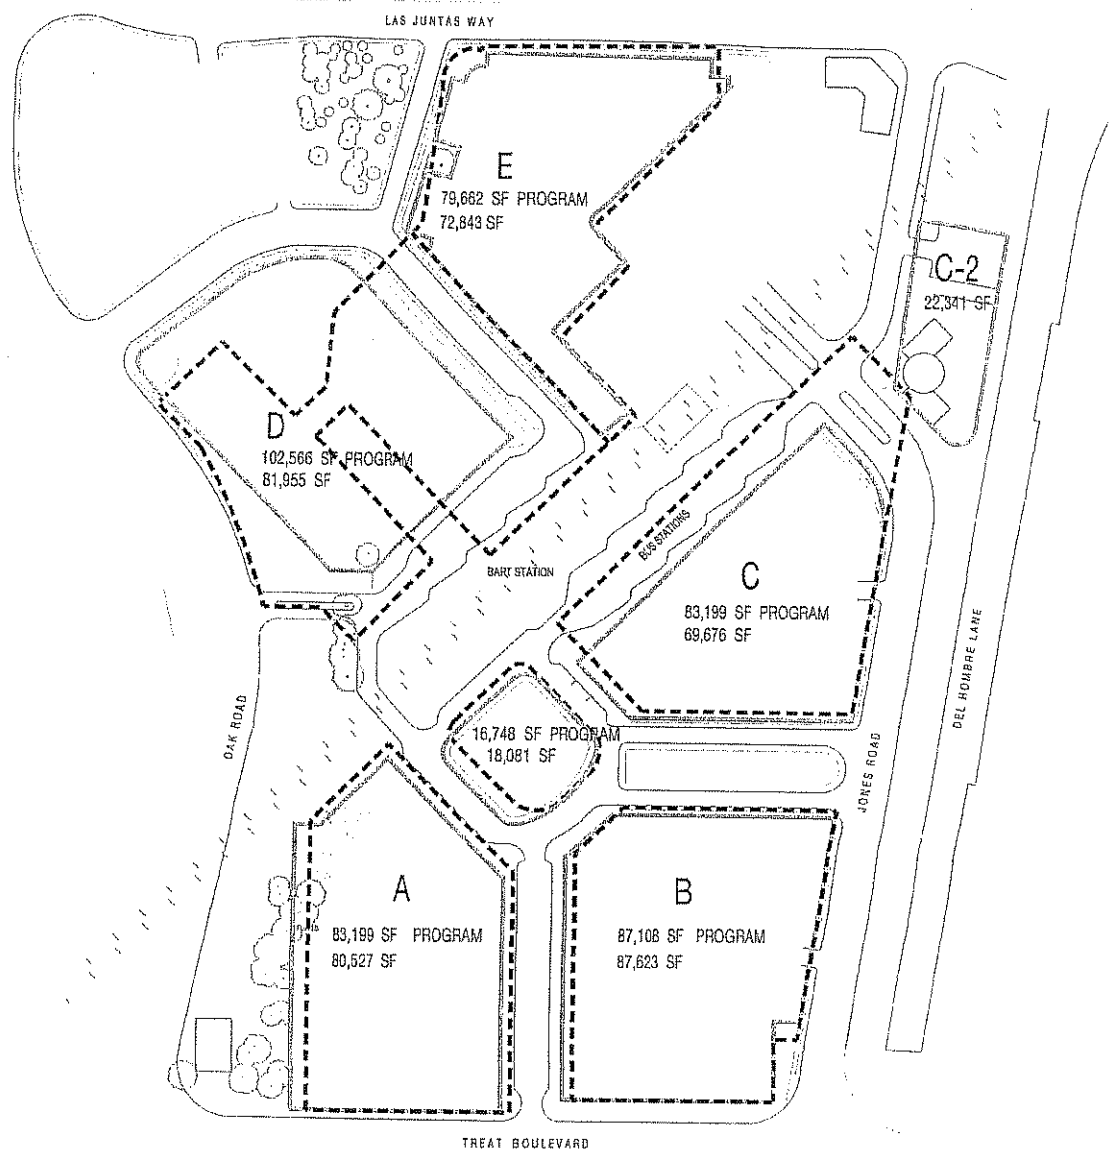 LAS JUNTAS WAY
E
79,662 SF PROGRAM
72,843 SF
C-2
22,341 SF
D
102,566 SF PROGRAM
81,955 SF
BUS STATIONS
BART STATION
C
83,199 SF PROGRAM
69,676 SF
DEL HOMBRE LANE
OAK ROAD
16,748 SF PROGRAM
18,081 SF
JONES ROAD
A
83,199 SF PROGRAM
80,527 SF
B
87,108 SF PROGRAM
87,623 SF
TREAT BOULEVARD